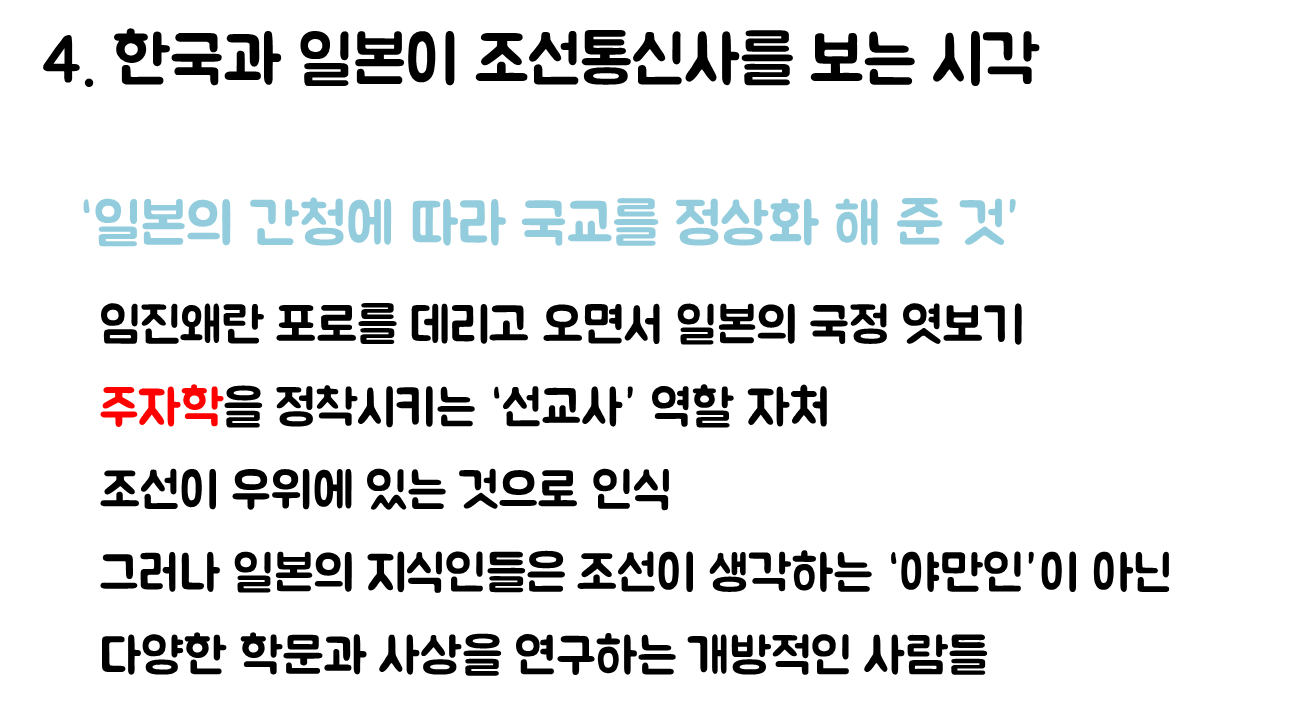 4. 한국과 일본이 조선통신사를 보는 시각
‘일본의 간청에 따라 국교를 정상화 해 준 것’
임진왜란 포로를 데리고 오면서 일본의 국정 엿보기
주자학을 정착시키는 ‘선교사’ 역할 자처
조선이 우위에 있는 것으로 인식
그러나 일본의 지식인들은 조선이 생각하는 ‘야만인’이 아닌
다양한 학문과 사상을 연구하는 개방적인 사람들